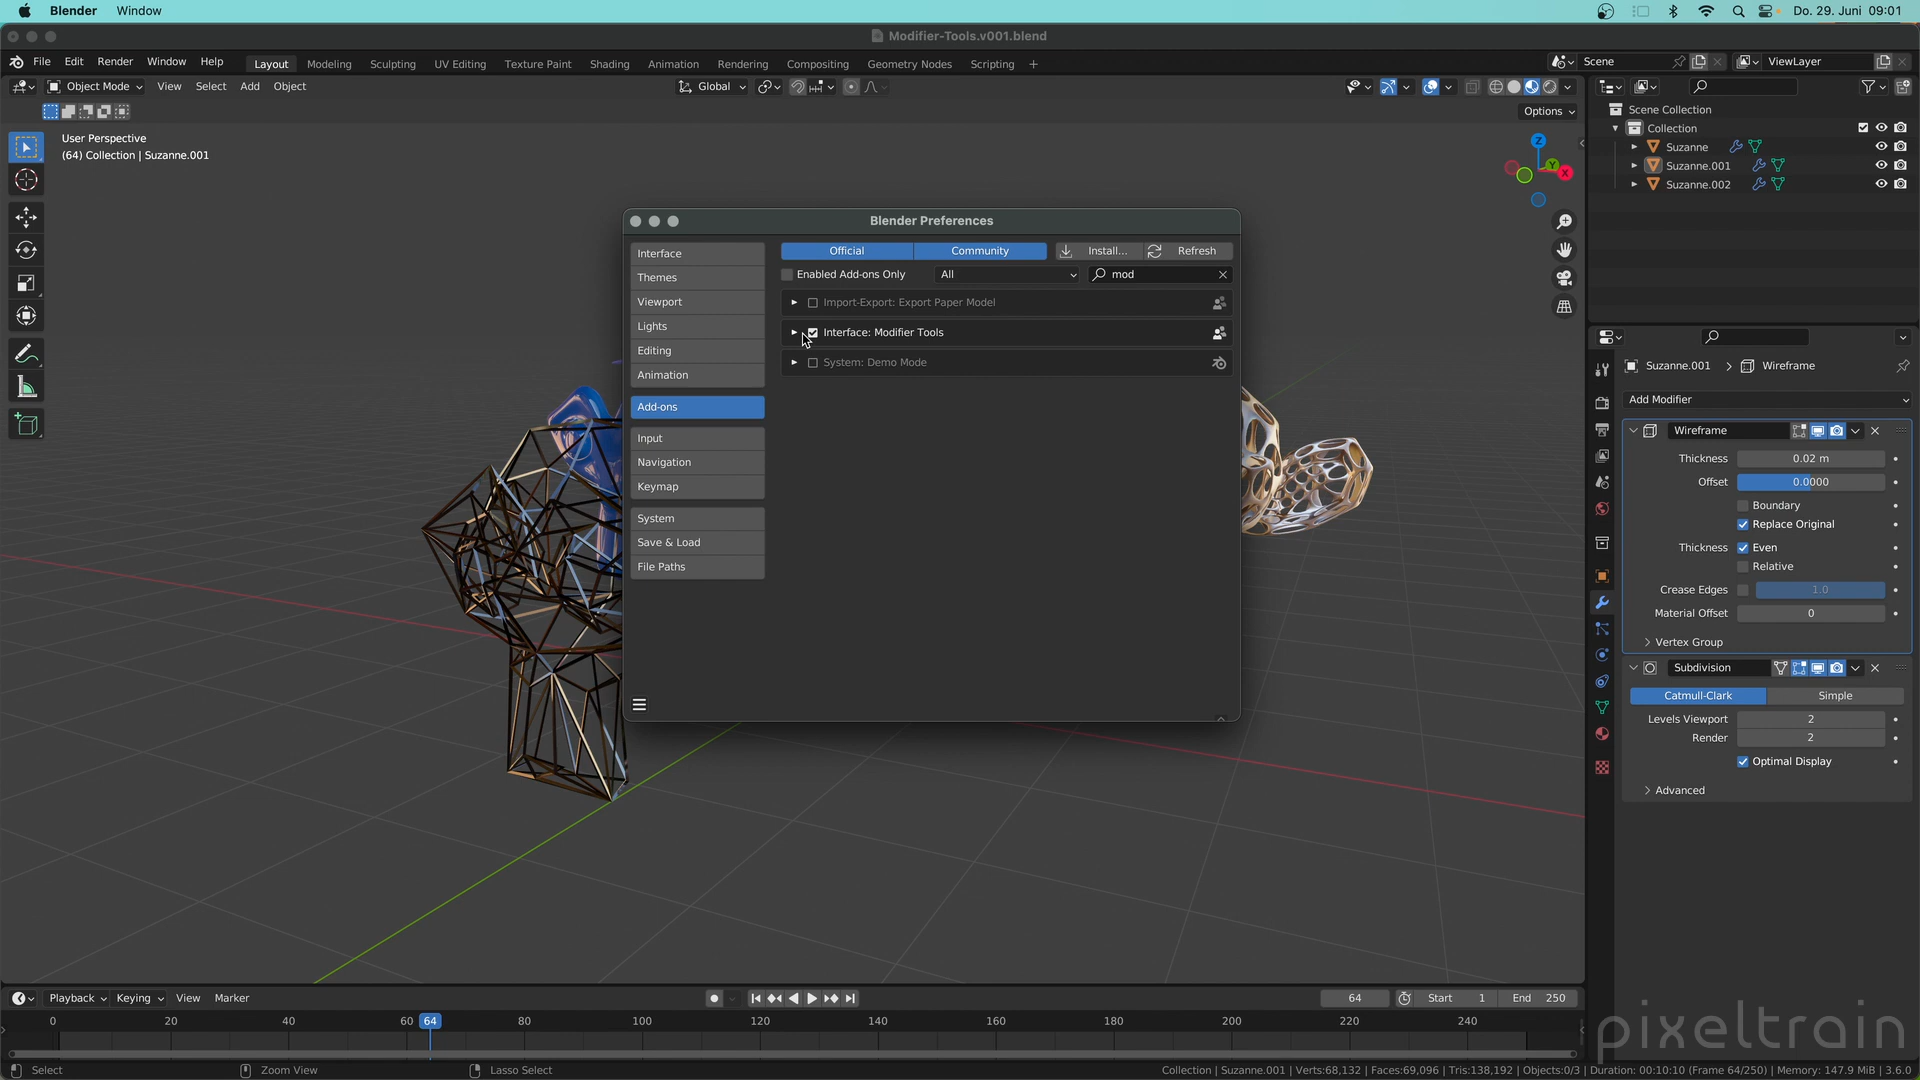 Blender Window Do. 29. Juni 09:01
Modifier-Tools.v001.blend
File Edit Render Window Help Layout Modeling Sculpting UV Editing Texture Paint Shading Animation Rendering Compositing Geometry Nodes Scripting + Scene ViewLayer
Object Mode View Select Add Object Global
Options
User Perspective
(64) Collection | Suzanne.001
Z
Y
X
Scene Collection
Collection
Suzanne
Suzanne.001
Suzanne.002
Blender Preferences
Interface
Themes
Viewport
Lights
Editing
Animation
Add-ons
Input
Navigation
Keymap
System
Save & Load
File Paths
Official Community Install... Refresh
Enabled Add-ons Only All mod
Import-Export: Export Paper Model
Interface: Modifier Tools
System: Demo Mode
Suzanne.001 > Wireframe
Add Modifier
Wireframe
Thickness 0.02 m
Offset 0.0000
Boundary
Replace Original
Thickness Even
Relative
Crease Edges 1.0
Material Offset 0
Vertex Group
Subdivision
Catmull-Clark Simple
Levels Viewport 2
Render 2
Optimal Display
Advanced
Playback Keying View Marker 64 Start 1 End 250
0 20 40 60 64 80 100 120 140 160 180 200 220 240
pixeltrain
Select Zoom View Lasso Select Collection | Suzanne.001 | Verts:68,132 | Faces:69,096 | Tris:138,192 | Objects:0/3 | Duration: 00:10:10 (Frame 64/250) | Memory: 147.9 MiB | 3.6.0